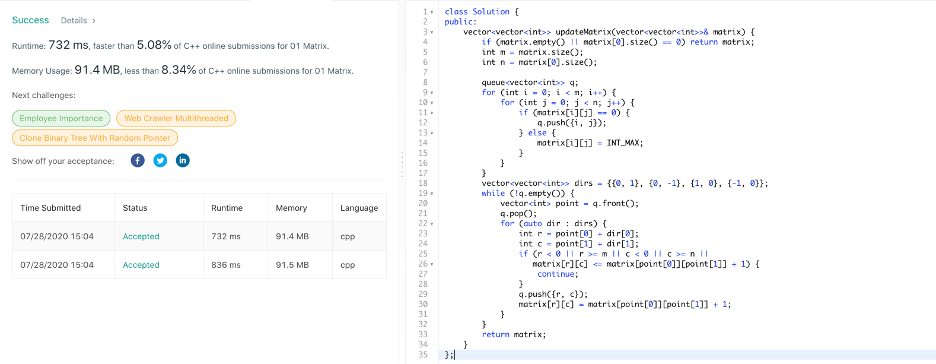 Success Details >
Runtime: 732 ms, faster than 5.08% of C++ online submissions for 01 Matrix.
Memory Usage: 91.4 MB, less than 8.34% of C++ online submissions for 01 Matrix.
Next challenges:
Employee Importance Web Crawler Multithreaded
Clone Binary Tree With Random Pointer
Show off your acceptance:
Time Submitted Status Runtime Memory Language
07/28/2020 15:04 Accepted 732 ms 91.4 MB cpp
07/28/2020 15:04 Accepted 836 ms 91.5 MB cpp
1 class Solution {
2 public:
3 vector<vector<int>> updateMatrix(vector<vector<int>>& matrix) {
4 if (matrix.empty() || matrix[0].size() == 0) return matrix;
5 int m = matrix.size();
6 int n = matrix[0].size();
7
8 queue<vector<int>> q;
9 for (int i = 0; i < m; i++) {
10 for (int j = 0; j < n; j++) {
11 if (matrix[i][j] == 0) {
12 q.push({i, j});
13 } else {
14 matrix[i][j] = INT_MAX;
15 }
16 }
17 }
18 vector<vector<int>> dirs = {{0, 1}, {0, -1}, {1, 0}, {-1, 0}};
19 while (!q.empty()) {
20 vector<int> point = q.front();
21 q.pop();
22 for (auto dir : dirs) {
23 int r = point[0] + dir[0];
24 int c = point[1] + dir[1];
25 if (r < 0 || r >= m || c < 0 || c >= n ||
26 matrix[r][c] <= matrix[point[0]][point[1]] + 1) {
27 continue;
28 }
29 q.push({r, c});
30 matrix[r][c] = matrix[point[0]][point[1]] + 1;
31 }
32 }
33 return matrix;
34 }
35 };